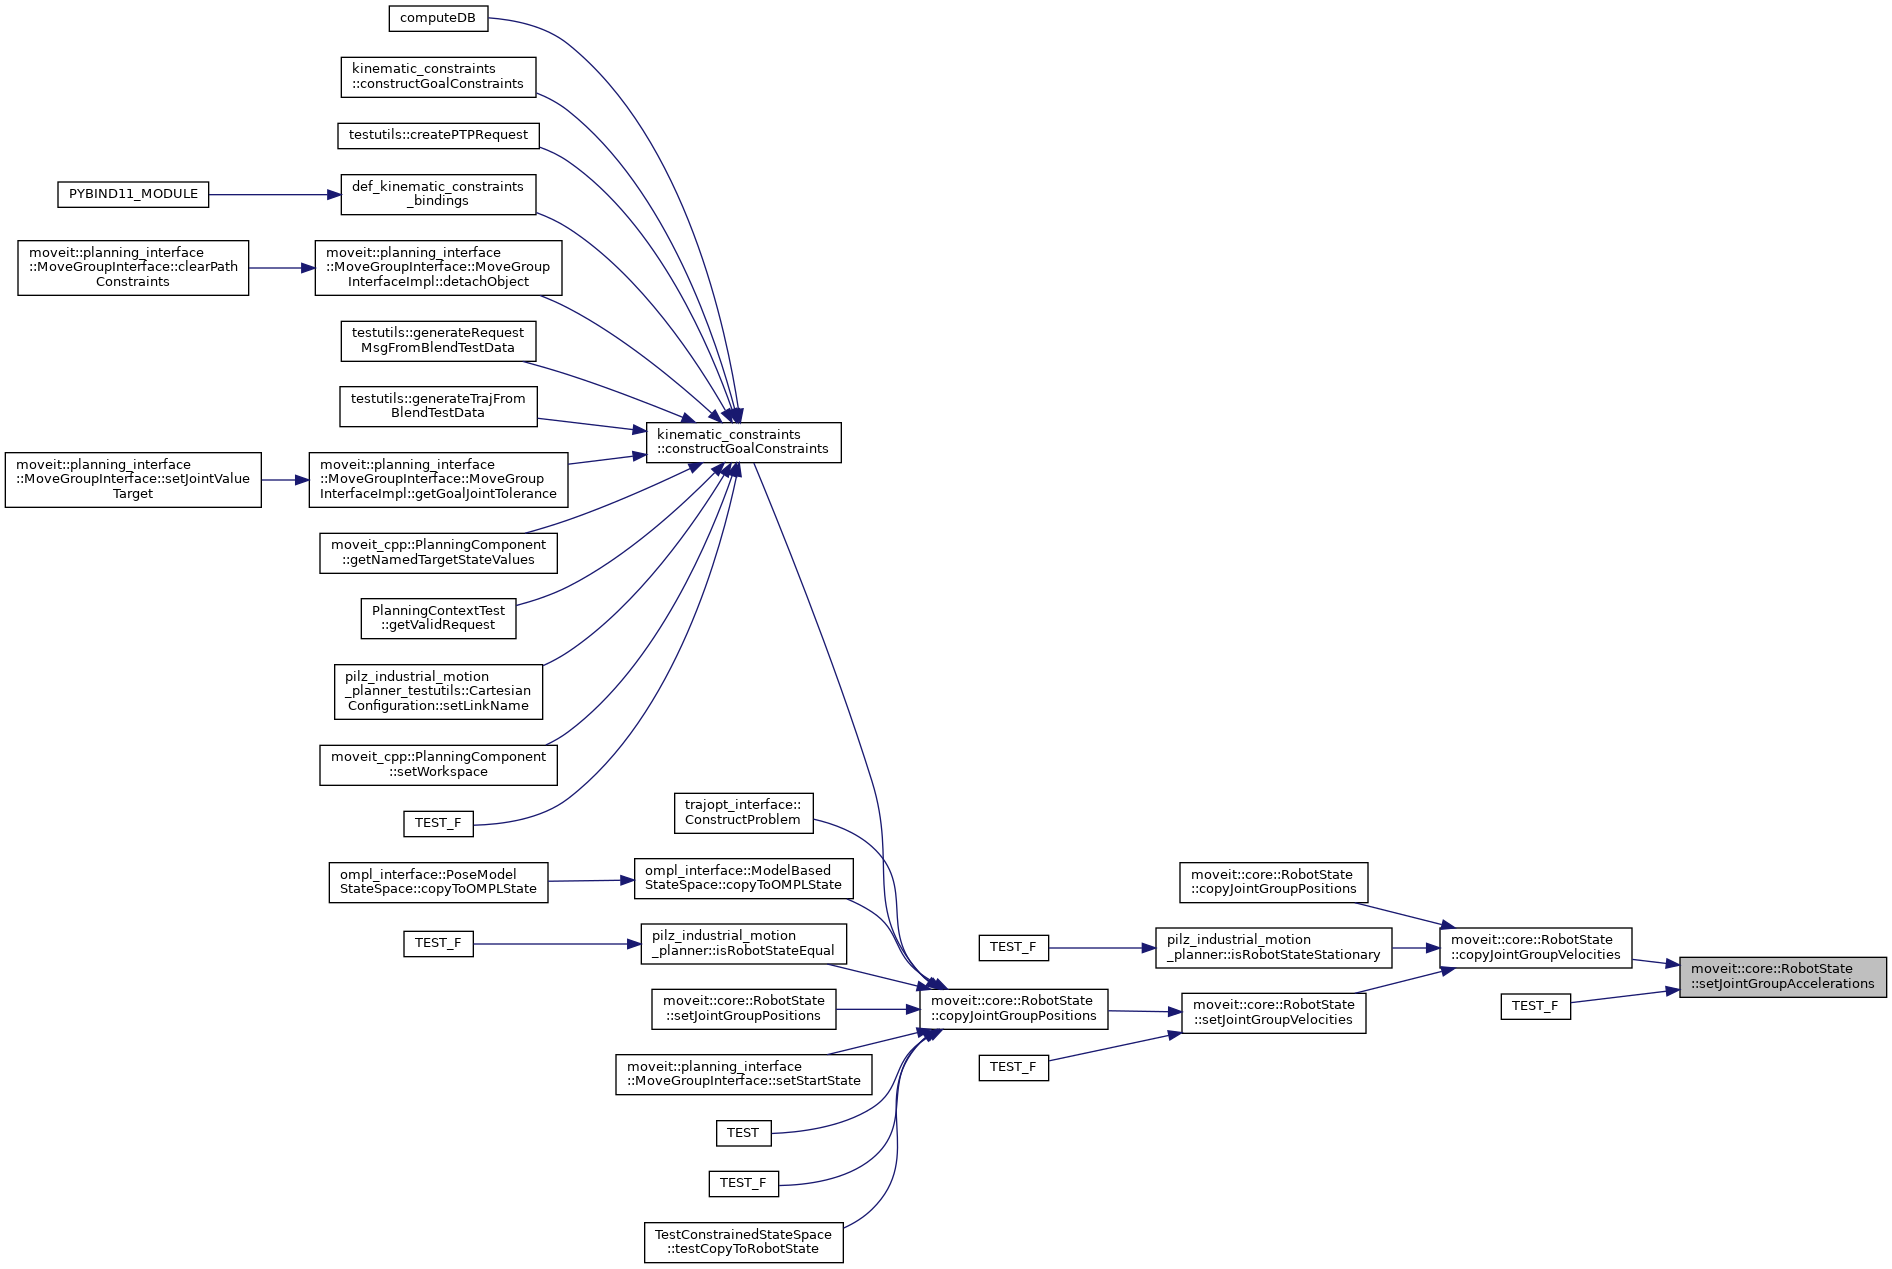 computeDB
kinematic_constraints
::constructGoalConstraints
testutils::createPTPRequest
PYBIND11_MODULE
def_kinematic_constraints
_bindings
moveit::planning_interface
::MoveGroupInterface::clearPath
Constraints
moveit::planning_interface
::MoveGroupInterface::MoveGroup
InterfaceImpl::detachObject
testutils::generateRequest
MsgFromBlendTestData
testutils::generateTrajFrom
BlendTestData
kinematic_constraints
::constructGoalConstraints
moveit::planning_interface
::MoveGroupInterface::setJointValue
Target
moveit::planning_interface
::MoveGroupInterface::MoveGroup
InterfaceImpl::getGoalJointTolerance
moveit_cpp::PlanningComponent
::getNamedTargetStateValues
PlanningContextTest
::getValidRequest
pilz_industrial_motion
_planner_testutils::Cartesian
Configuration::setLinkName
moveit_cpp::PlanningComponent
::setWorkspace
TEST_F
trajopt_interface::
ConstructProblem
ompl_interface::PoseModel
StateSpace::copyToOMPLState
ompl_interface::ModelBased
StateSpace::copyToOMPLState
TEST_F
pilz_industrial_motion
_planner::isRobotStateEqual
moveit::core::RobotState
::setJointGroupPositions
moveit::planning_interface
::MoveGroupInterface::setStartState
TEST
TEST_F
TestConstrainedStateSpace
::testCopyToRobotState
moveit::core::RobotState
::copyJointGroupPositions
TEST_F
TEST_F
moveit::core::RobotState
::copyJointGroupPositions
pilz_industrial_motion
_planner::isRobotStateStationary
moveit::core::RobotState
::setJointGroupVelocities
moveit::core::RobotState
::copyJointGroupVelocities
TEST_F
moveit::core::RobotState
::setJointGroupAccelerations